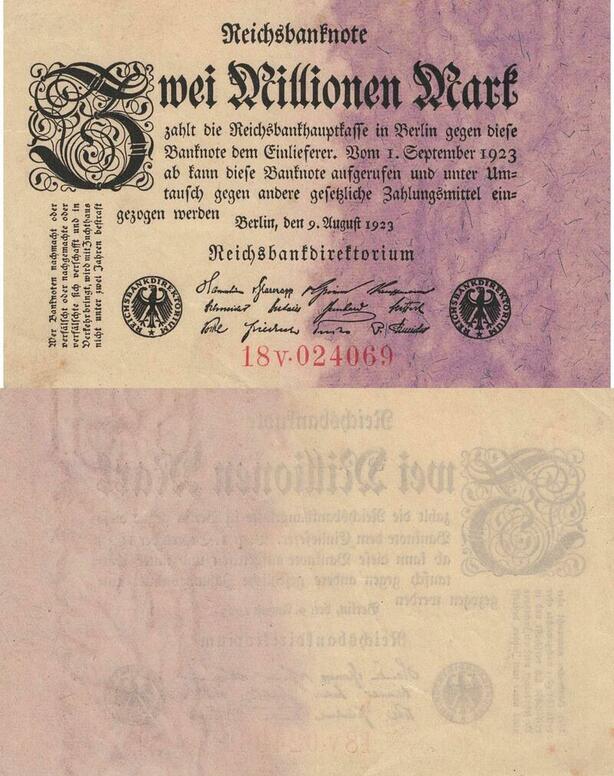 Reichsbanknote
Zwei Millionen Mark
zahlt die Reichsbankhauptkasse in Berlin gegen diese
Banknote dem Einlieferer. Vom 1. September 1923
ab kann diese Banknote aufgerufen und unter Um-
tausch gegen andere gesetzliche Zahlungsmittel ein-
gezogen werden
Berlin, den 9. August 1923
Reichsbankdirektorium
Wer Banknoten nachmacht oder
verfälscht oder nachgemachte oder
verfälschte sich verschafft und in
Verkehr bringt, wird mit Zuchthaus
nicht unter zwei Jahren bestraft
REICHSBANKDIREKTORIUM
REICHSBANKDIREKTORIUM
18V·024069